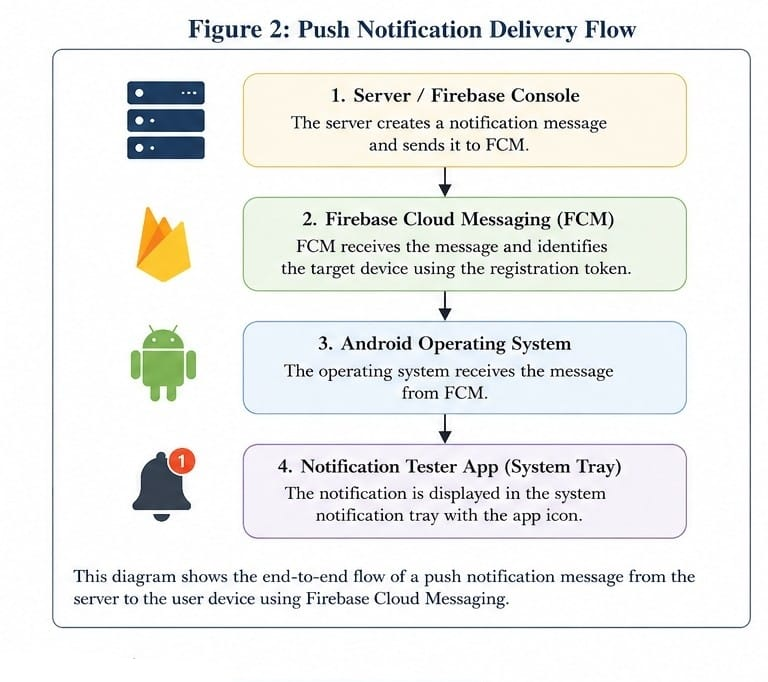 Figure 2: Push Notification Delivery Flow
1. Server / Firebase Console
The server creates a notification message
and sends it to FCM.
2. Firebase Cloud Messaging (FCM)
FCM receives the message and identifies
the target device using the registration token.
3. Android Operating System
The operating system receives the message
from FCM.
1
4. Notification Tester App (System Tray)
The notification is displayed in the system
notification tray with the app icon.
This diagram shows the end-to-end flow of a push notification message from the
server to the user device using Firebase Cloud Messaging.